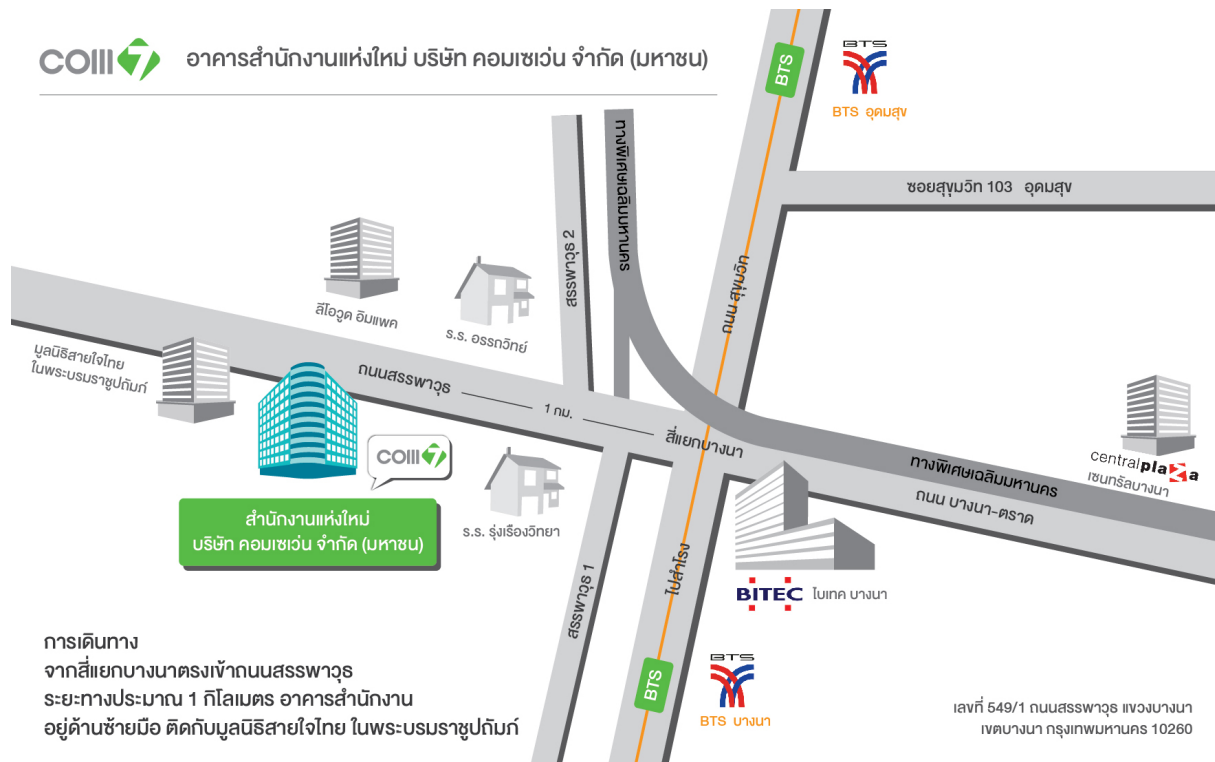 COM7
อาคารสำนักงานแห่งใหม่ บริษัท คอมเซเว่น จำกัด (มหาชน)
BTS
BTS
BTS อุดมสุข
ซอยสุขุมวิท 103 อุดมสุข
ทางพิเศษเฉลิมมหานคร
สรรพาวุธ 2
ถนน สุขุมวิท
ลีโอวูด อิมแพค
ร.ร. อรรถวิทย์
มูลนิธิสายใจไทย
ในพระบรมราชูปถัมภ์
ถนนสรรพาวุธ
1 กม.
สี่แยกบางนา
COM7
ทางพิเศษเฉลิมมหานคร
ถนน บางนา-ตราด
centralplaza
เซนทรัลบางนา
สำนักงานแห่งใหม่
บริษัท คอมเซเว่น จำกัด (มหาชน)
ร.ร. รุ่งเรืองวิทยา
สรรพาวุธ 1
ไปสำโรง
BITEC ไบเทค บางนา
BTS
BTS
BTS บางนา
การเดินทาง
จากสี่แยกบางนาตรงเข้าถนนสรรพาวุธ
ระยะทางประมาณ 1 กิโลเมตร อาคารสำนักงาน
อยู่ด้านซ้ายมือ ติดกับมูลนิธิสายใจไทย ในพระบรมราชูปถัมภ์
เลขที่ 549/1 ถนนสรรพาวุธ แขวงบางนา
เขตบางนา กรุงเทพมหานคร 10260